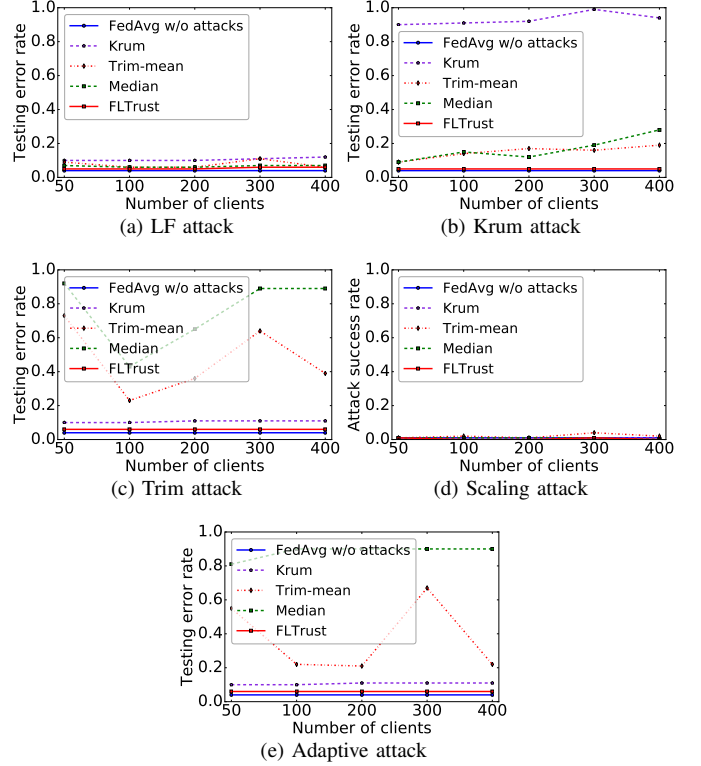 1.0
0.8
0.6
0.4
0.2
0.0
Testing error rate
FedAvg w/o attacks
Krum
Trim-mean
Median
FLTrust
50 100 200 300 400
Number of clients
(a) LF attack
1.0
0.8
0.6
0.4
0.2
0.0
Testing error rate
FedAvg w/o attacks
Krum
Trim-mean
Median
FLTrust
50 100 200 300 400
Number of clients
(b) Krum attack
1.0
0.8
0.6
0.4
0.2
0.0
Testing error rate
FedAvg w/o attacks
Krum
Trim-mean
Median
FLTrust
50 100 200 300 400
Number of clients
(c) Trim attack
1.0
0.8
0.6
0.4
0.2
0.0
Attack success rate
FedAvg w/o attacks
Krum
Trim-mean
Median
FLTrust
50 100 200 300 400
Number of clients
(d) Scaling attack
1.0
0.8
0.6
0.4
0.2
0.0
Testing error rate
FedAvg w/o attacks
Krum
Trim-mean
Median
FLTrust
50 100 200 300 400
Number of clients
(e) Adaptive attack